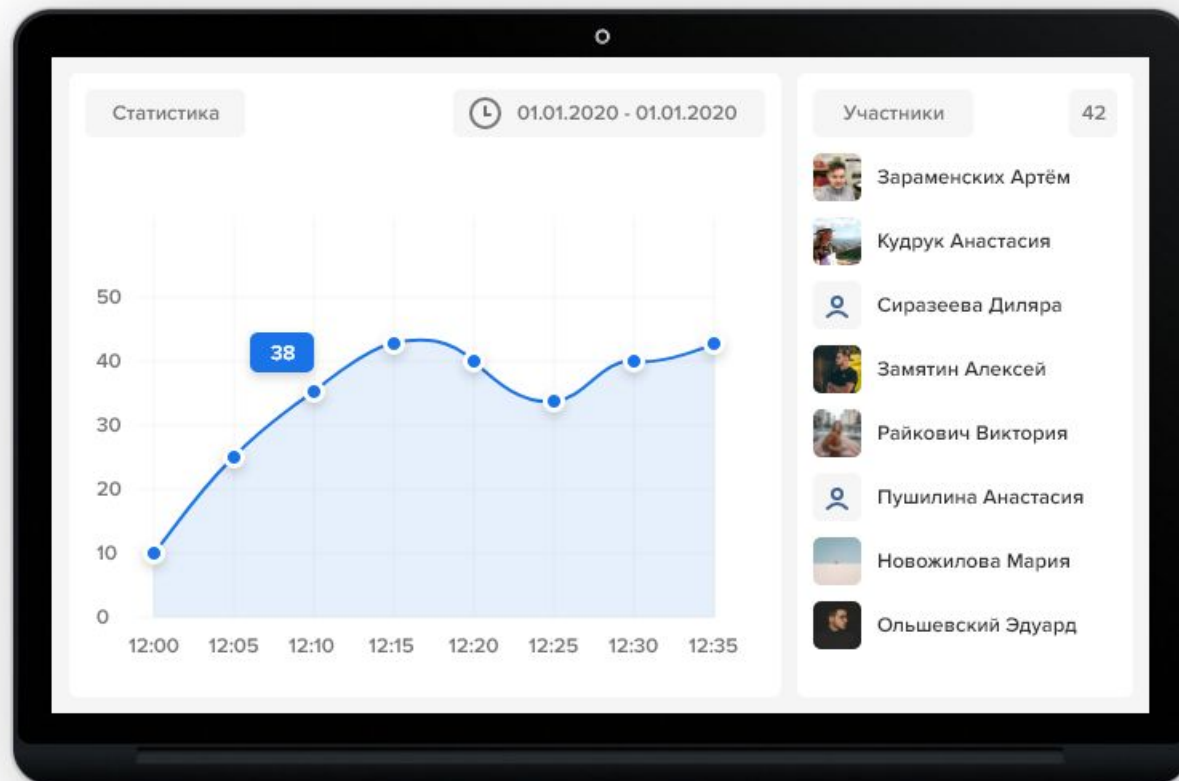 Статистика
01.01.2020 - 01.01.2020
50
40
30
20
10
0
38
12:00 12:05 12:10 12:15 12:20 12:25 12:30 12:35
Участники 42
Зараменских Артём
Кудрук Анастасия
Сиразеева Диляра
Замятин Алексей
Райкович Виктория
Пушилина Анастасия
Новожилова Мария
Ольшевский Эдуард